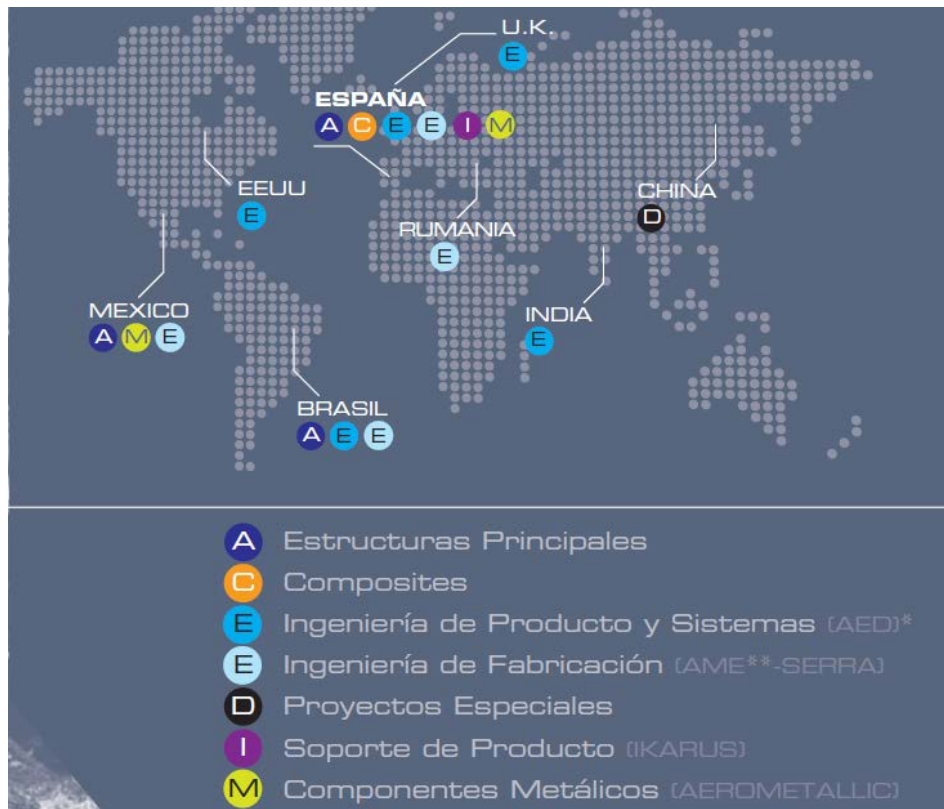 U.K.
E
ESPAÑA
A C E E I M
EEUU
E
CHINA
D
RUMANIA
E
MEXICO
A M E
INDIA
E
BRASIL
A E E
A Estructuras Principales
C Composites
E Ingeniería de Producto y Sistemas (AED)*
E Ingeniería de Fabricación (AME**-SERRA)
D Proyectos Especiales
I Soporte de Producto (IKARUS)
M Componentes Metálicos (AEROMETALLIC)